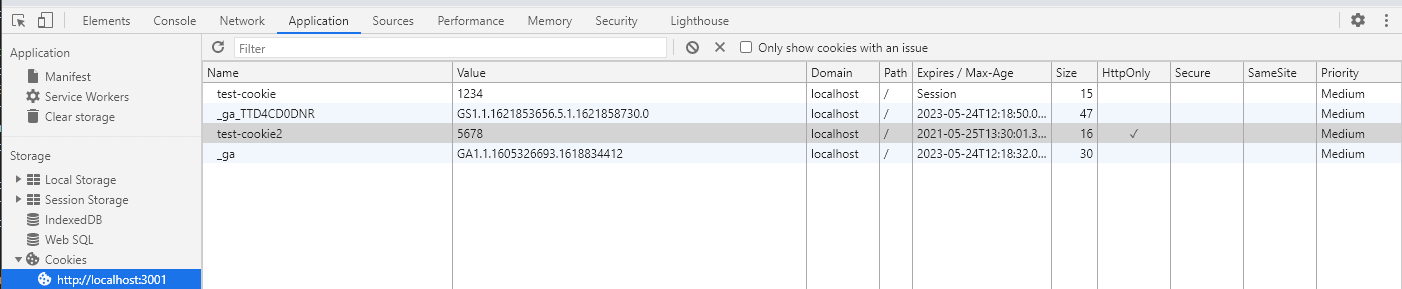 Elements Console Network Application Sources Performance Memory Security Lighthouse
Application
Manifest
Service Workers
Clear storage
Storage
Local Storage
Session Storage
IndexedDB
Web SQL
Cookies
http://localhost:3001
Filter Only show cookies with an issue
Name Value Domain Path Expires / Max-Age Size HttpOnly Secure SameSite Priority
test-cookie 1234 localhost / Session 15 Medium
_ga_TTD4CD0DNR GS1.1.1621853656.5.1.1621858730.0 localhost / 2023-05-24T12:18:50.0... 47 Medium
test-cookie2 5678 localhost / 2021-05-25T13:30:01.3... 16 ✓ Medium
_ga GA1.1.1605326693.1618834412 localhost / 2023-05-24T12:18:32.0... 30 Medium